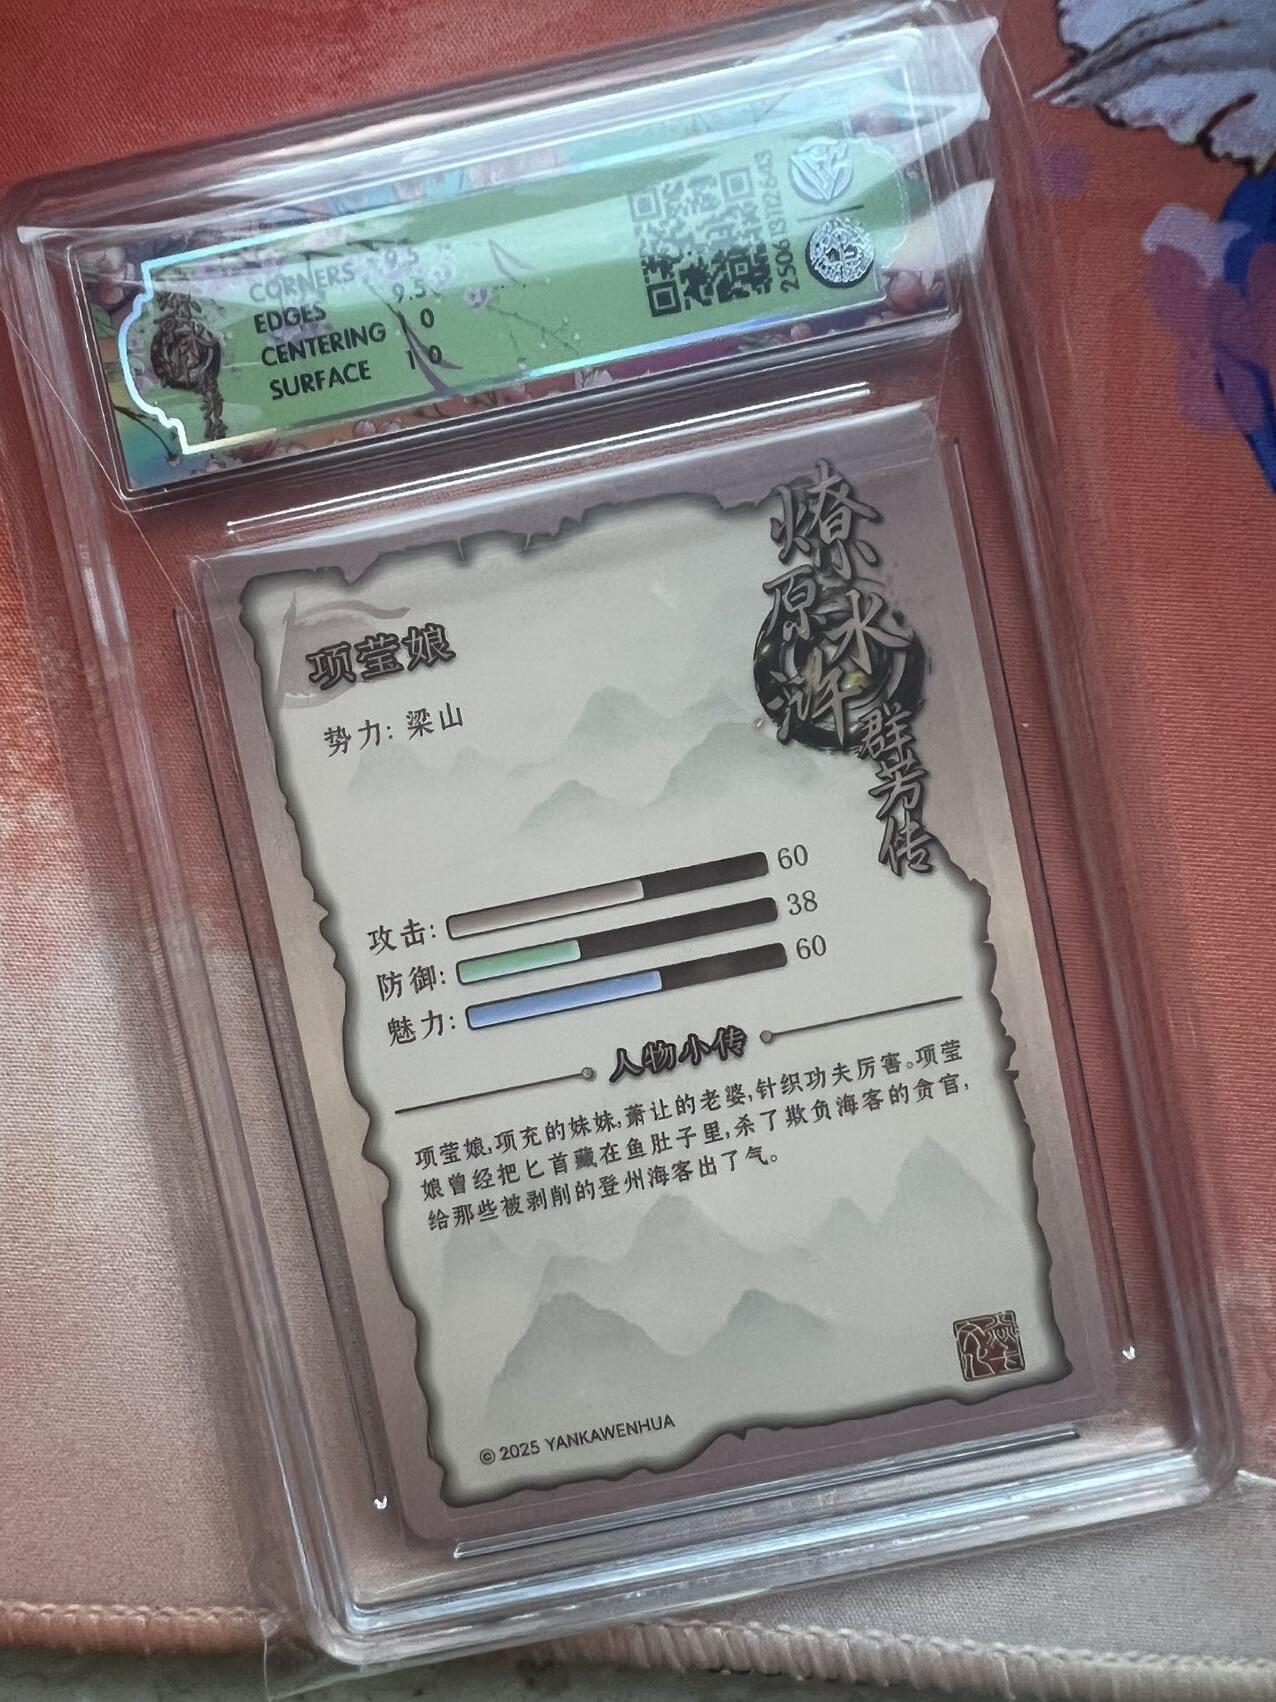 CORNERS 9.5
EDGES 9.5
CENTERING 10
SURFACE 10
燎原水浒
群芳传
项莹娘
势力: 梁山
攻击: 60
防御: 38
魅力: 60
人物小传
项莹娘,项充的妹妹,萧让的老婆,针织功夫厉害。项莹
娘曾经把匕首藏在鱼肚子里,杀了欺负海客的贪官,
给那些被剥削的登州海客出了气。
© 2025 YANKAWENHUA